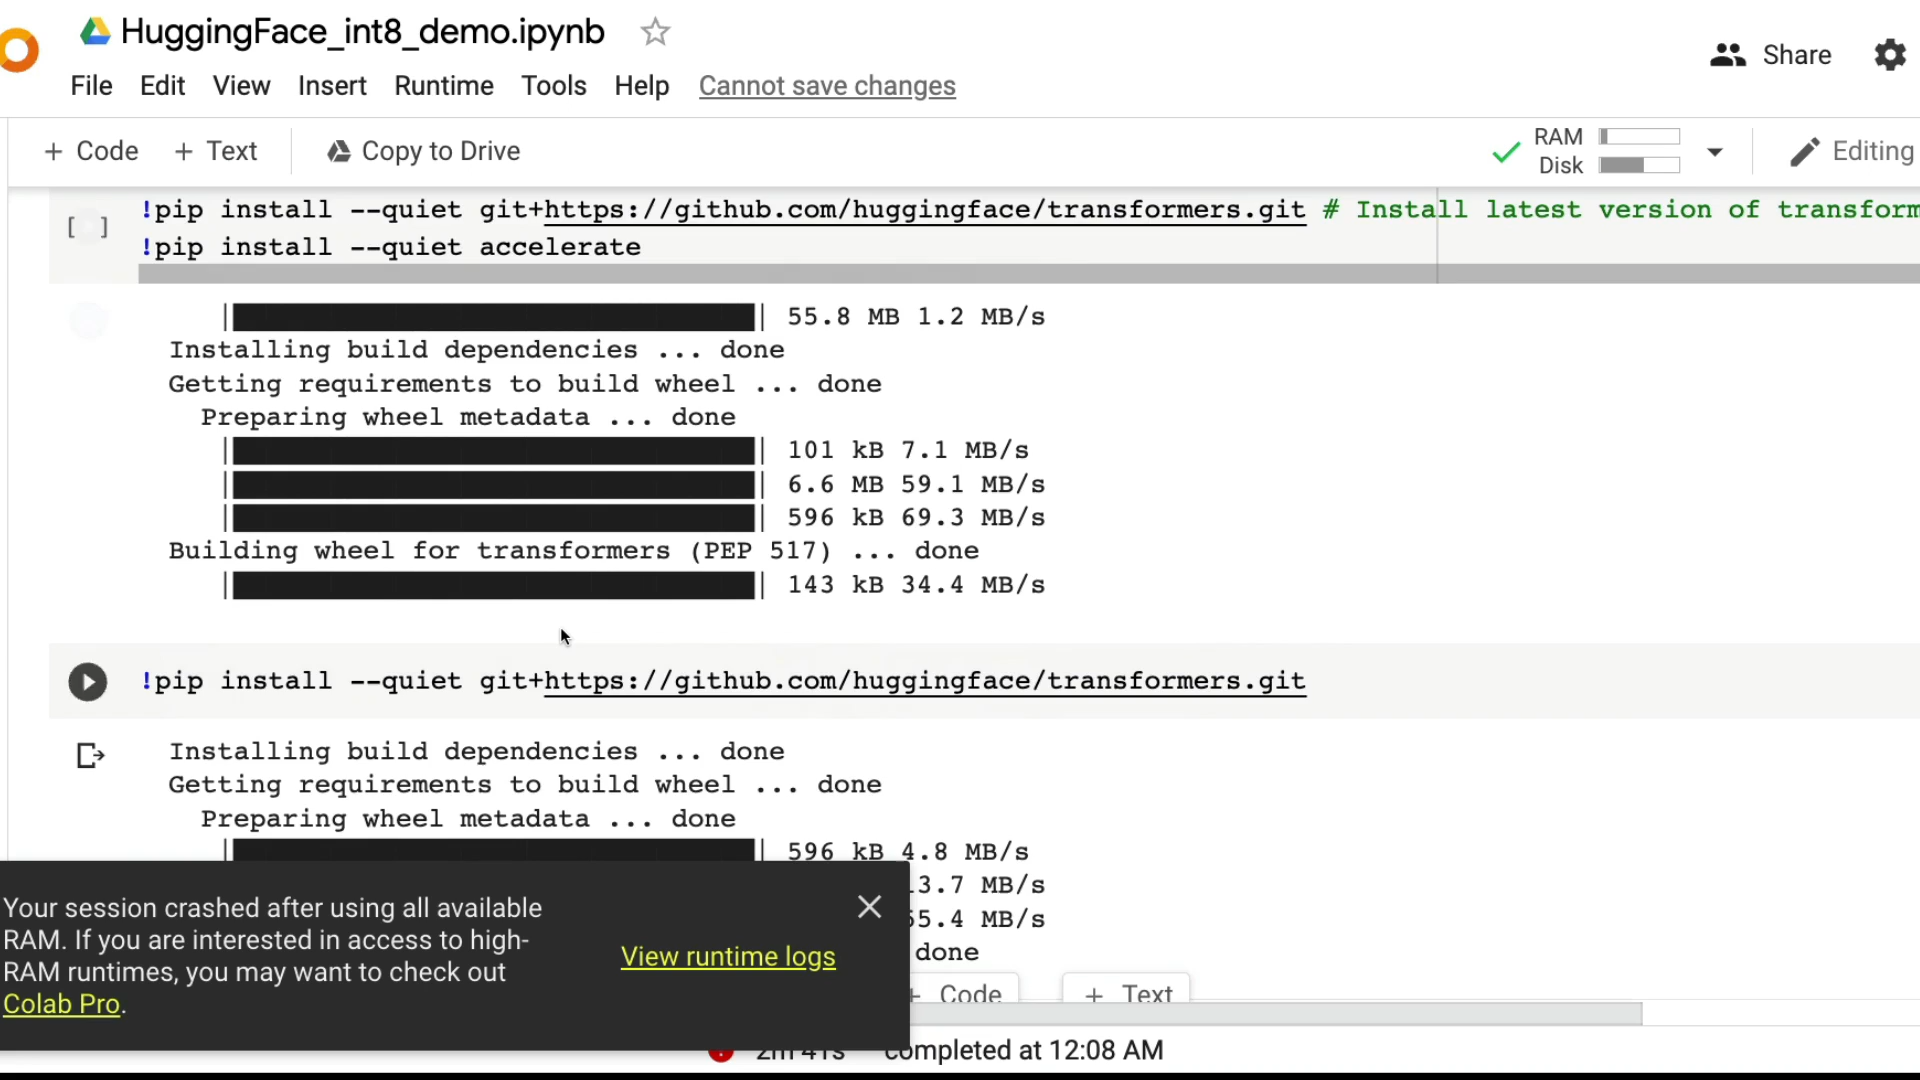 HuggingFace_int8_demo.ipynb
Share
File Edit View Insert Runtime Tools Help Cannot save changes
+ Code + Text Copy to Drive
RAM
Disk
Editing
[ ] !pip install --quiet git+https://github.com/huggingface/transformers.git # Install latest version of transform
!pip install --quiet accelerate
55.8 MB 1.2 MB/s
Installing build dependencies ... done
Getting requirements to build wheel ... done
Preparing wheel metadata ... done
101 kB 7.1 MB/s
6.6 MB 59.1 MB/s
596 kB 69.3 MB/s
Building wheel for transformers (PEP 517) ... done
143 kB 34.4 MB/s
!pip install --quiet git+https://github.com/huggingface/transformers.git
Installing build dependencies ... done
Getting requirements to build wheel ... done
Preparing wheel metadata ... done
596 kB 4.8 MB/s
3.7 MB/s
5.4 MB/s
done
Your session crashed after using all available
RAM. If you are interested in access to high-
RAM runtimes, you may want to check out
Colab Pro.
View runtime logs
Code + Text
2m 41s completed at 12:08 AM